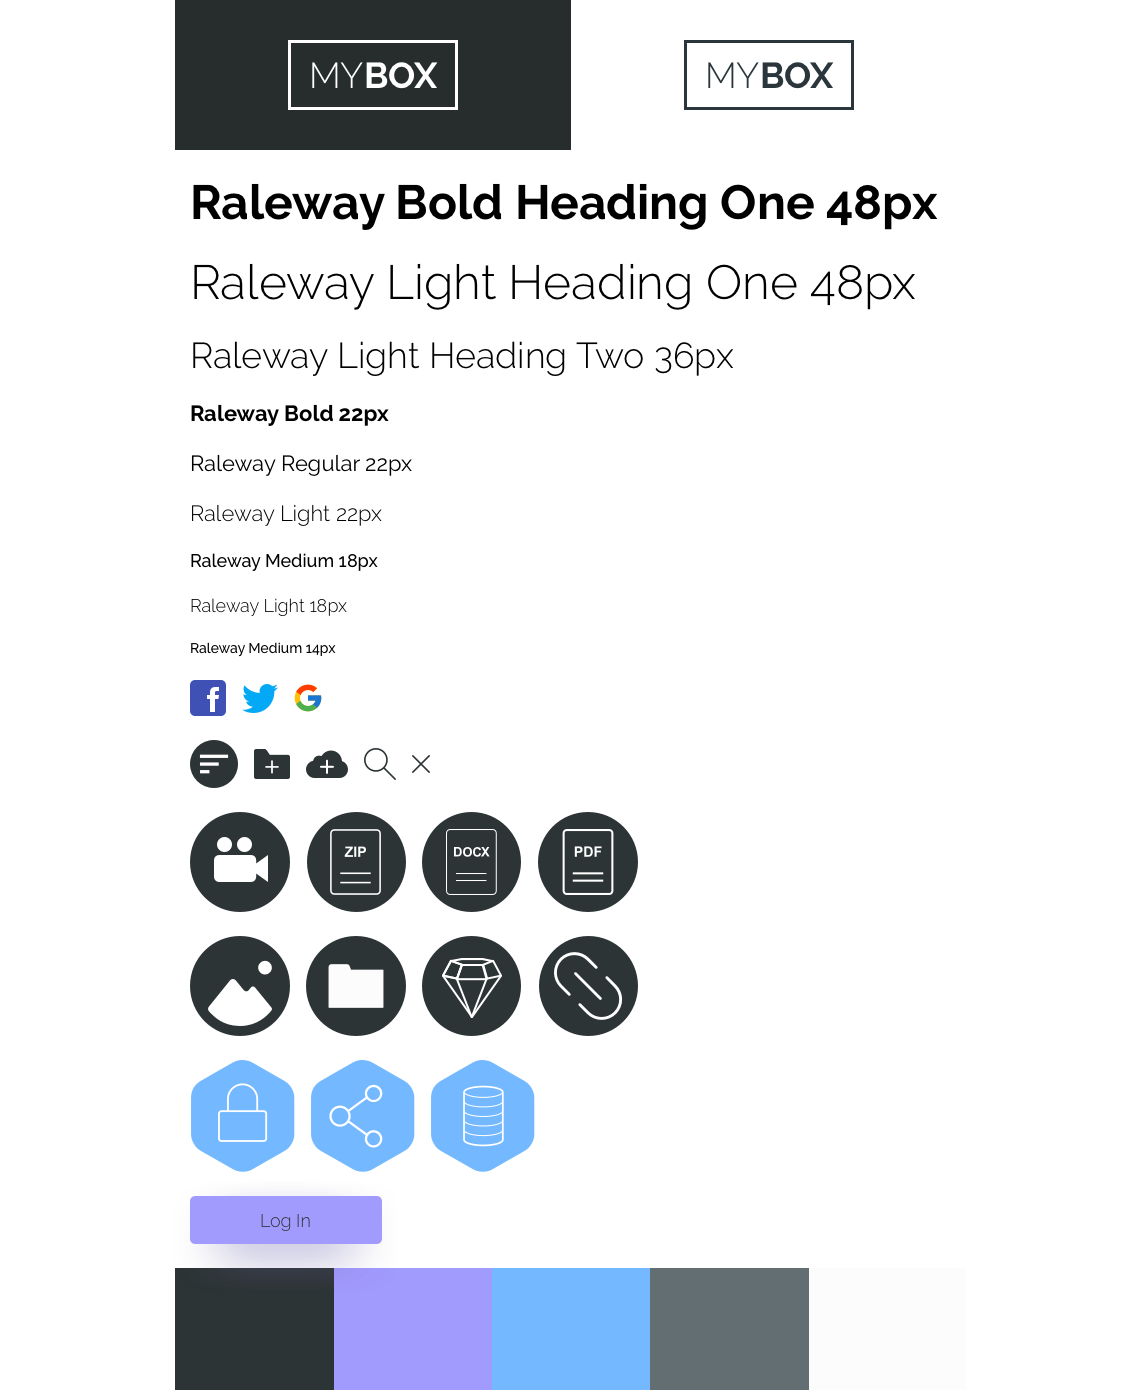 MYBOX MYBOX
Raleway Bold Heading One 48px
Raleway Light Heading One 48px
Raleway Light Heading Two 36px
Raleway Bold 22px
Raleway Regular 22px
Raleway Light 22px
Raleway Medium 18px
Raleway Light 18px
Raleway Medium 14px
ZIP DOCX PDF
Log In